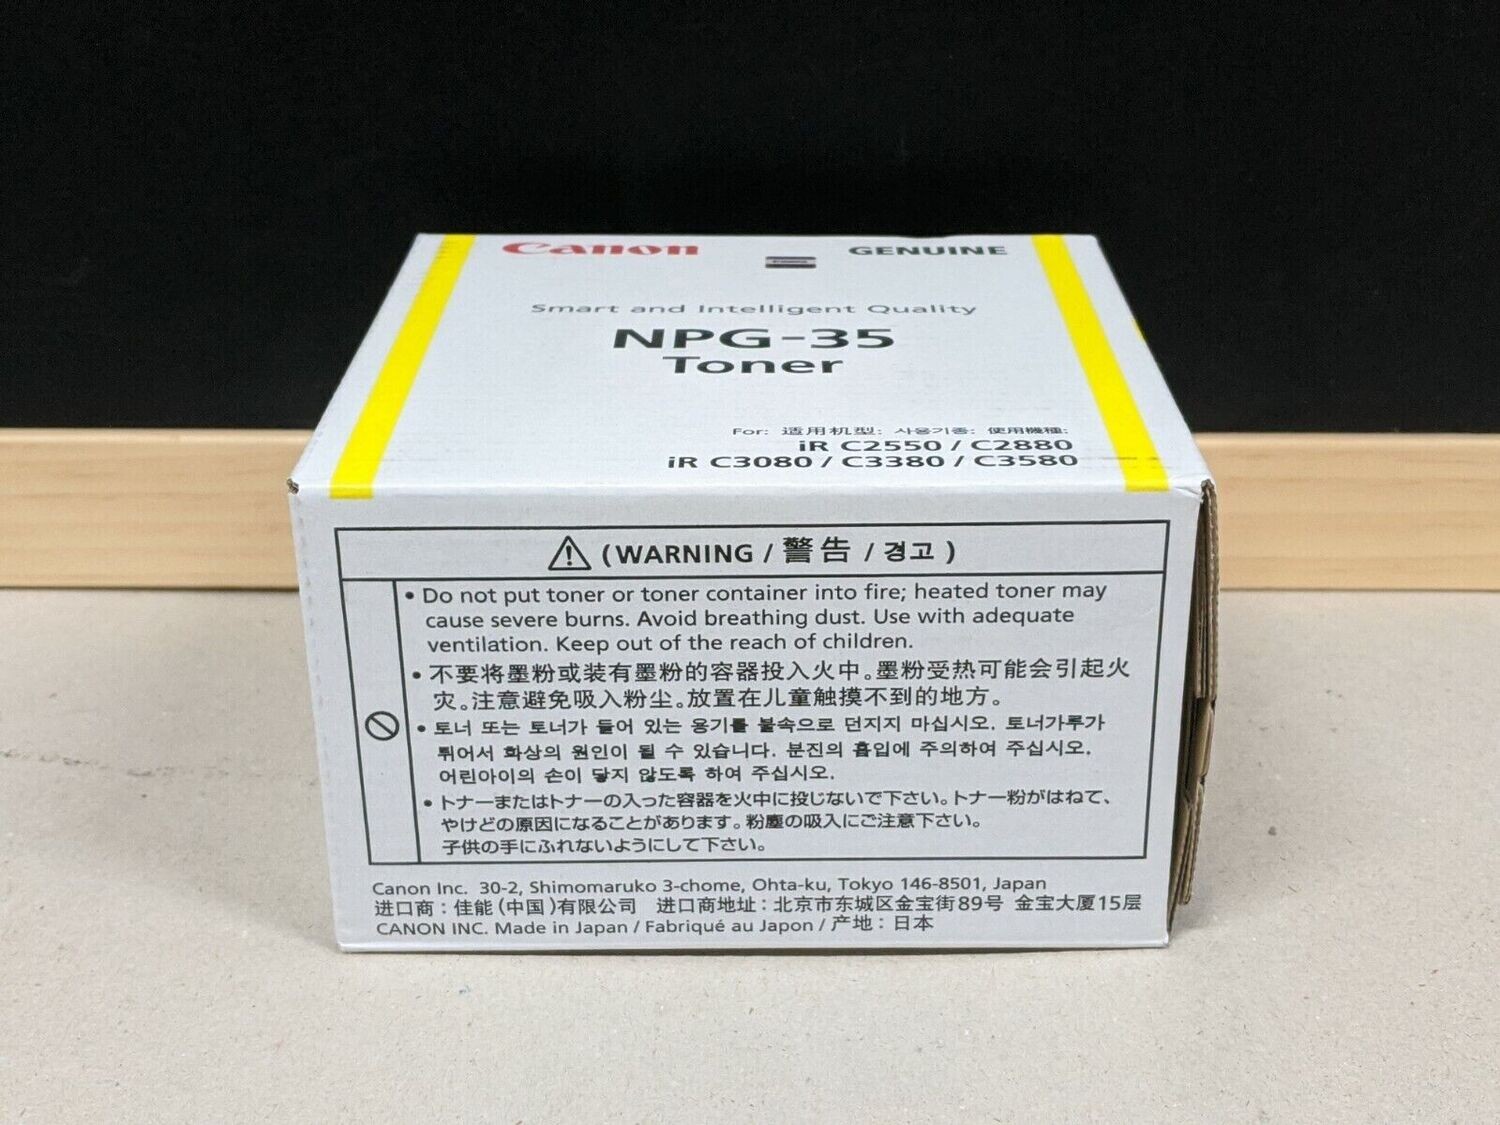 Canon GENUINE
Smart and Intelligent Quality
NPG-35
Toner
For: 适用机型: 사용기종: 使用機種:
iR C2550 / C2880
iR C3080 / C3380 / C3580
(WARNING / 警告 / 경고 )
• Do not put toner or toner container into fire; heated toner may
cause severe burns. Avoid breathing dust. Use with adequate
ventilation. Keep out of the reach of children.
• 不要将墨粉或装有墨粉的容器投入火中。墨粉受热可能会引起火
灾。注意避免吸入粉尘。放置在儿童触摸不到的地方。
• 토너 또는 토너가 들어 있는 용기를 불속으로 던지지 마십시오. 토너가루가
튀어서 화상의 원인이 될 수 있습니다. 분진의 흡입에 주의하여 주십시오.
어린아이의 손이 닿지 않도록 하여 주십시오.
• トナーまたはトナーの入った容器を火中に投じないで下さい。トナー粉がはねて、
やけどの原因になることがあります。粉塵の吸入にご注意下さい。
子供の手にふれないようにして下さい。
Canon Inc. 30-2, Shimomaruko 3-chome, Ohta-ku, Tokyo 146-8501, Japan
进口商：佳能(中国)有限公司 进口商地址：北京市东城区金宝街89号 金宝大厦15层
CANON INC. Made in Japan / Fabriqué au Japon / 产地：日本